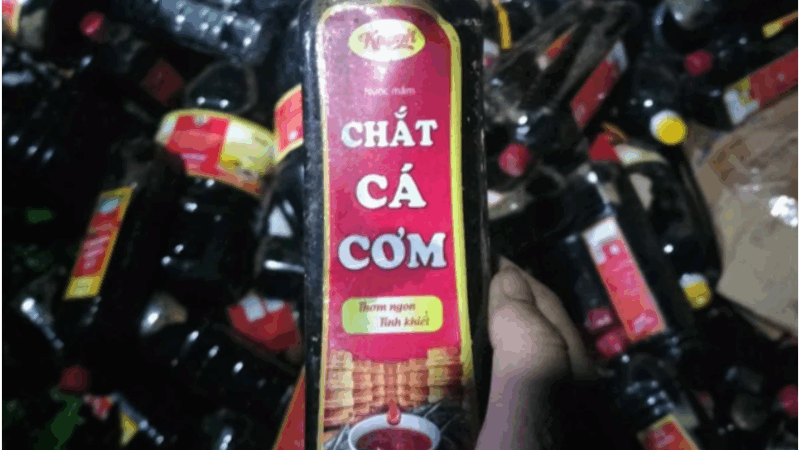 Nước mắm
CHẮT
CÁ
CƠM
Thơm ngon
Tinh khiết